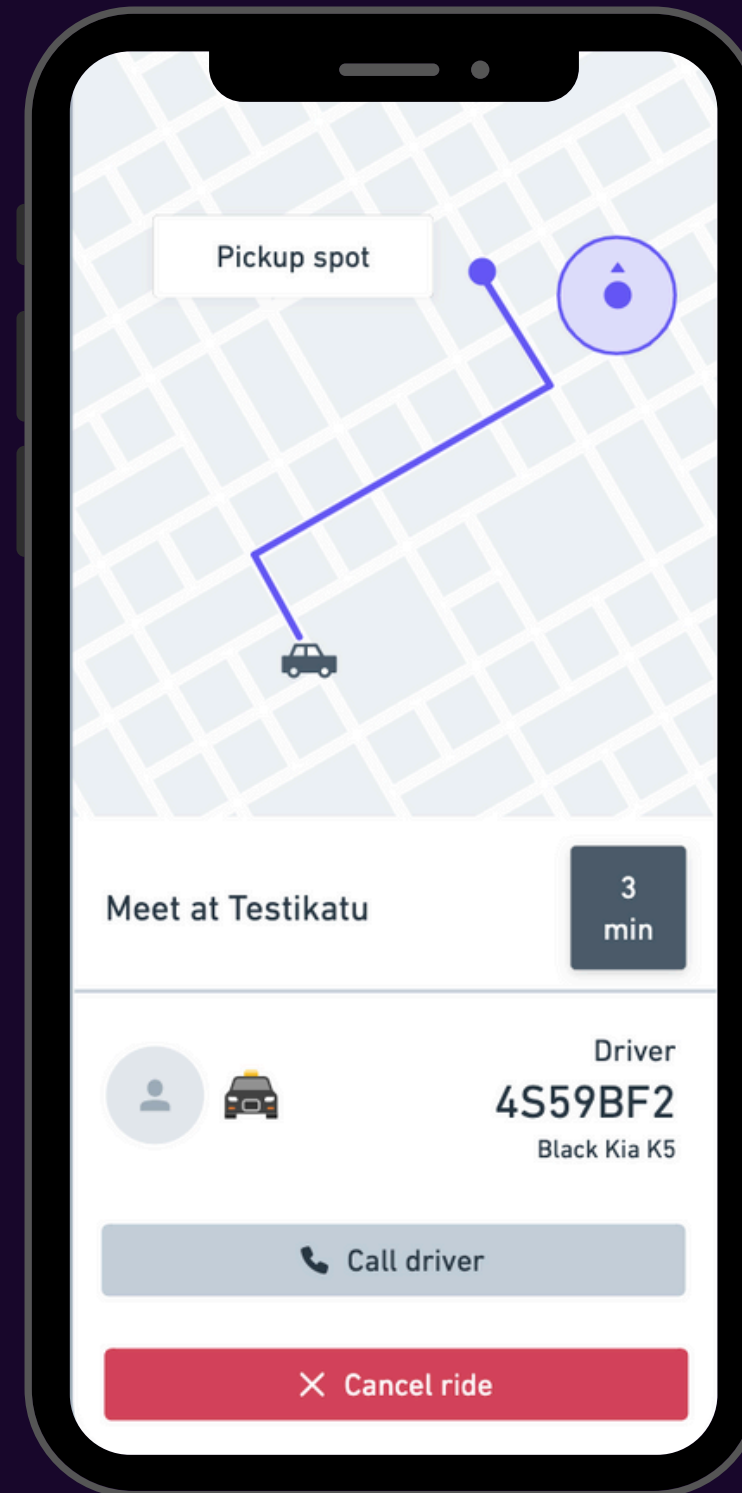 Pickup spot
Meet at Testikatu
3
min
Driver
4S59BF2
Black Kia K5
Call driver
Cancel ride